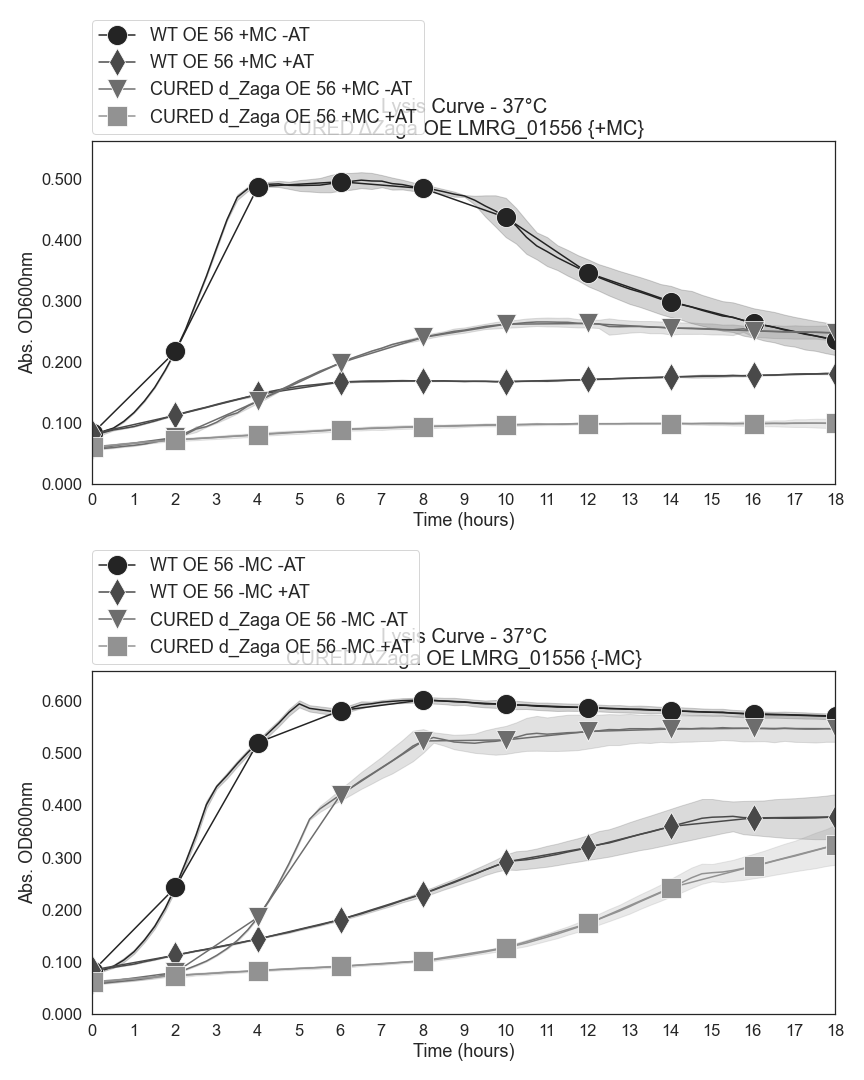 WT OE 56 +MC -AT
WT OE 56 +MC +AT
CURED d_Zaga OE 56 +MC -AT
CURED d_Zaga OE 56 +MC +AT
Lysis Curve - 37°C
CURED ΔZaga OE LMRG_01556 {+MC}
Abs. OD600nm
0.500
0.400
0.300
0.200
0.100
0.000
0 1 2 3 4 5 6 7 8 9 10 11 12 13 14 15 16 17 18
Time (hours)
WT OE 56 -MC -AT
WT OE 56 -MC +AT
CURED d_Zaga OE 56 -MC -AT
CURED d_Zaga OE 56 -MC +AT
Lysis Curve - 37°C
CURED ΔZaga OE LMRG_01556 {-MC}
Abs. OD600nm
0.600
0.500
0.400
0.300
0.200
0.100
0.000
0 1 2 3 4 5 6 7 8 9 10 11 12 13 14 15 16 17 18
Time (hours)